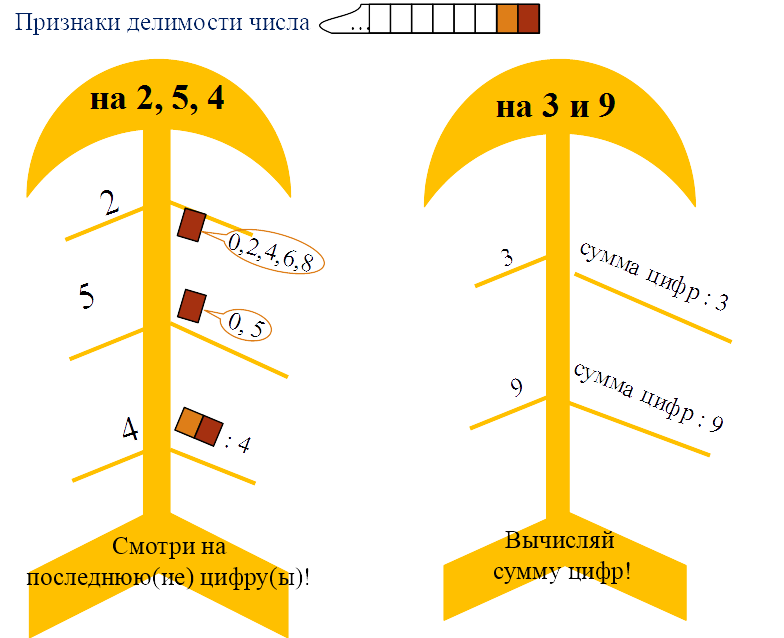 Признаки делимости числа ...
на 2, 5, 4
2
0,2,4,6,8
5
0, 5
4
: 4
Смотри на
последнюю(ие) цифру(ы)!
на 3 и 9
3
сумма цифр : 3
9
сумма цифр : 9
Вычисляй
сумму цифр!